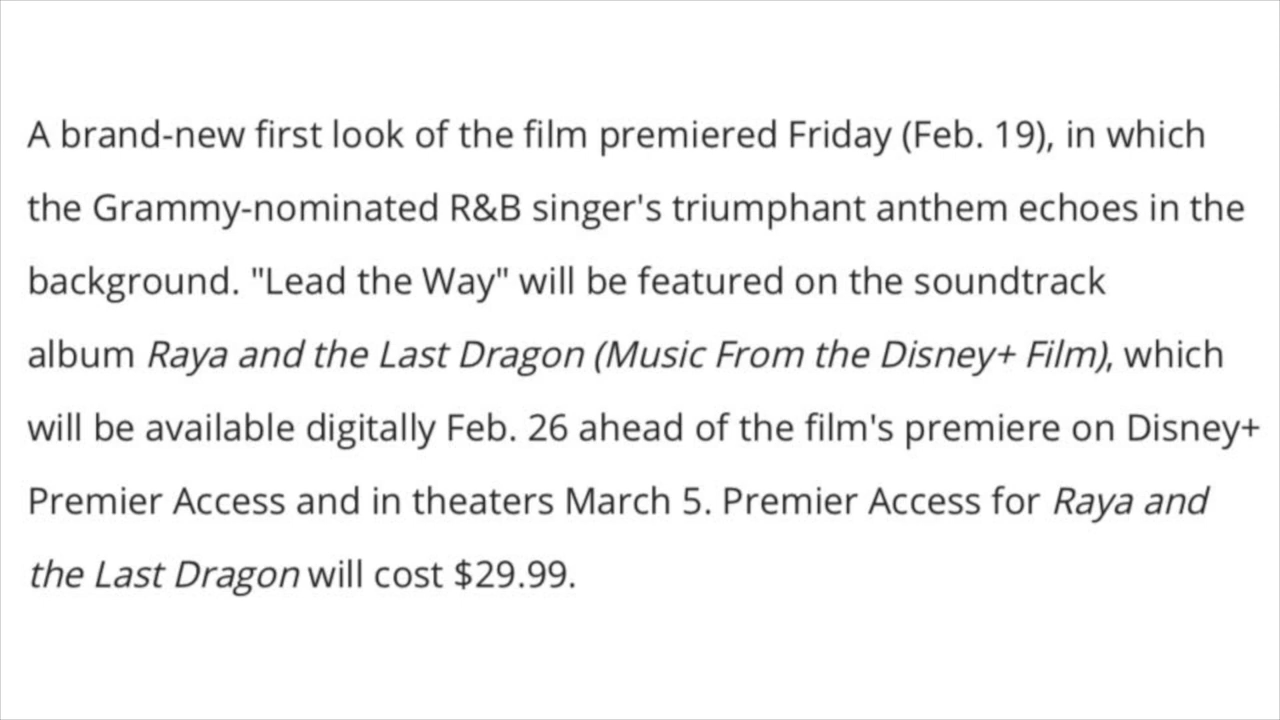 A brand-new first look of the film premiered Friday (Feb. 19), in which
the Grammy-nominated R&B singer's triumphant anthem echoes in the
background. "Lead the Way" will be featured on the soundtrack
album Raya and the Last Dragon (Music From the Disney+ Film), which
will be available digitally Feb. 26 ahead of the film's premiere on Disney+
Premier Access and in theaters March 5. Premier Access for Raya and
the Last Dragon will cost $29.99.